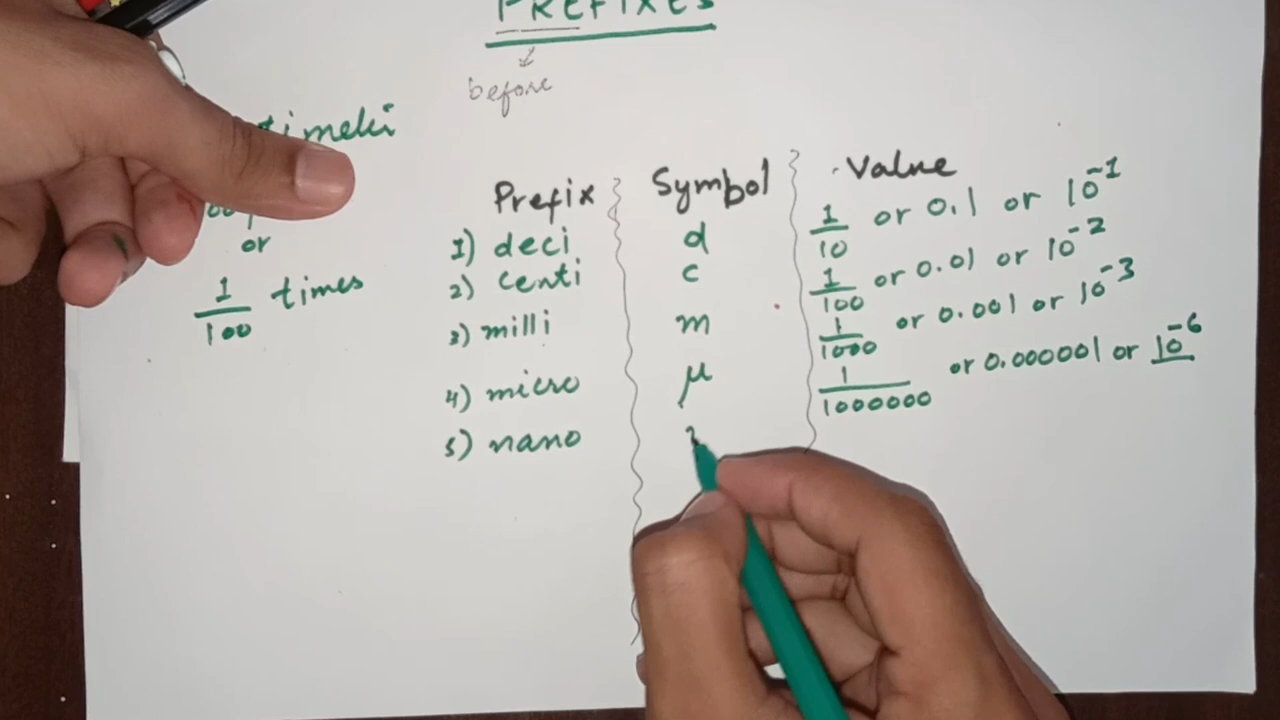 PREFIXES
before
or
1/100 times
Prefix Symbol Value
1) deci d 1/10 or 0.1 or 10⁻¹
2) centi c 1/100 or 0.01 or 10⁻²
3) milli m 1/1000 or 0.001 or 10⁻³
4) micro μ 1/1000000 or 0.000001 or 10⁻⁶
5) nano